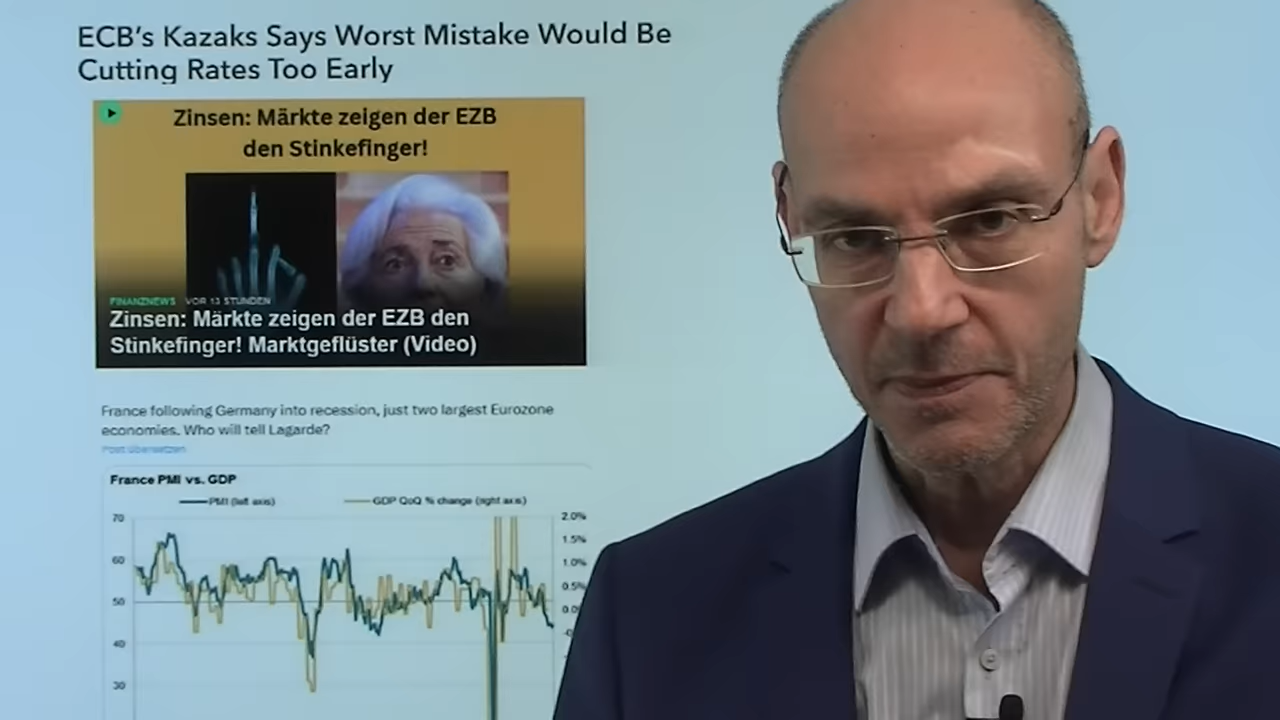 ECB's Kazaks Says Worst Mistake Would Be
Cutting Rates Too Early
Zinsen: Märkte zeigen der EZB
den Stinkefinger!
FINANZNEWS VOR 13 STUNDEN
Zinsen: Märkte zeigen der EZB den
Stinkefinger! Marktgeflüster (Video)
France following Germany into recession, just two largest Eurozone
economies. Who will tell Lagarde?
Post übersetzen
France PMI vs. GDP
PMI (left axis) GDP QoQ % change (right axis)
70 2.0%
1.5%
60 1.0%
0.5%
50 0.0
-0
40
30